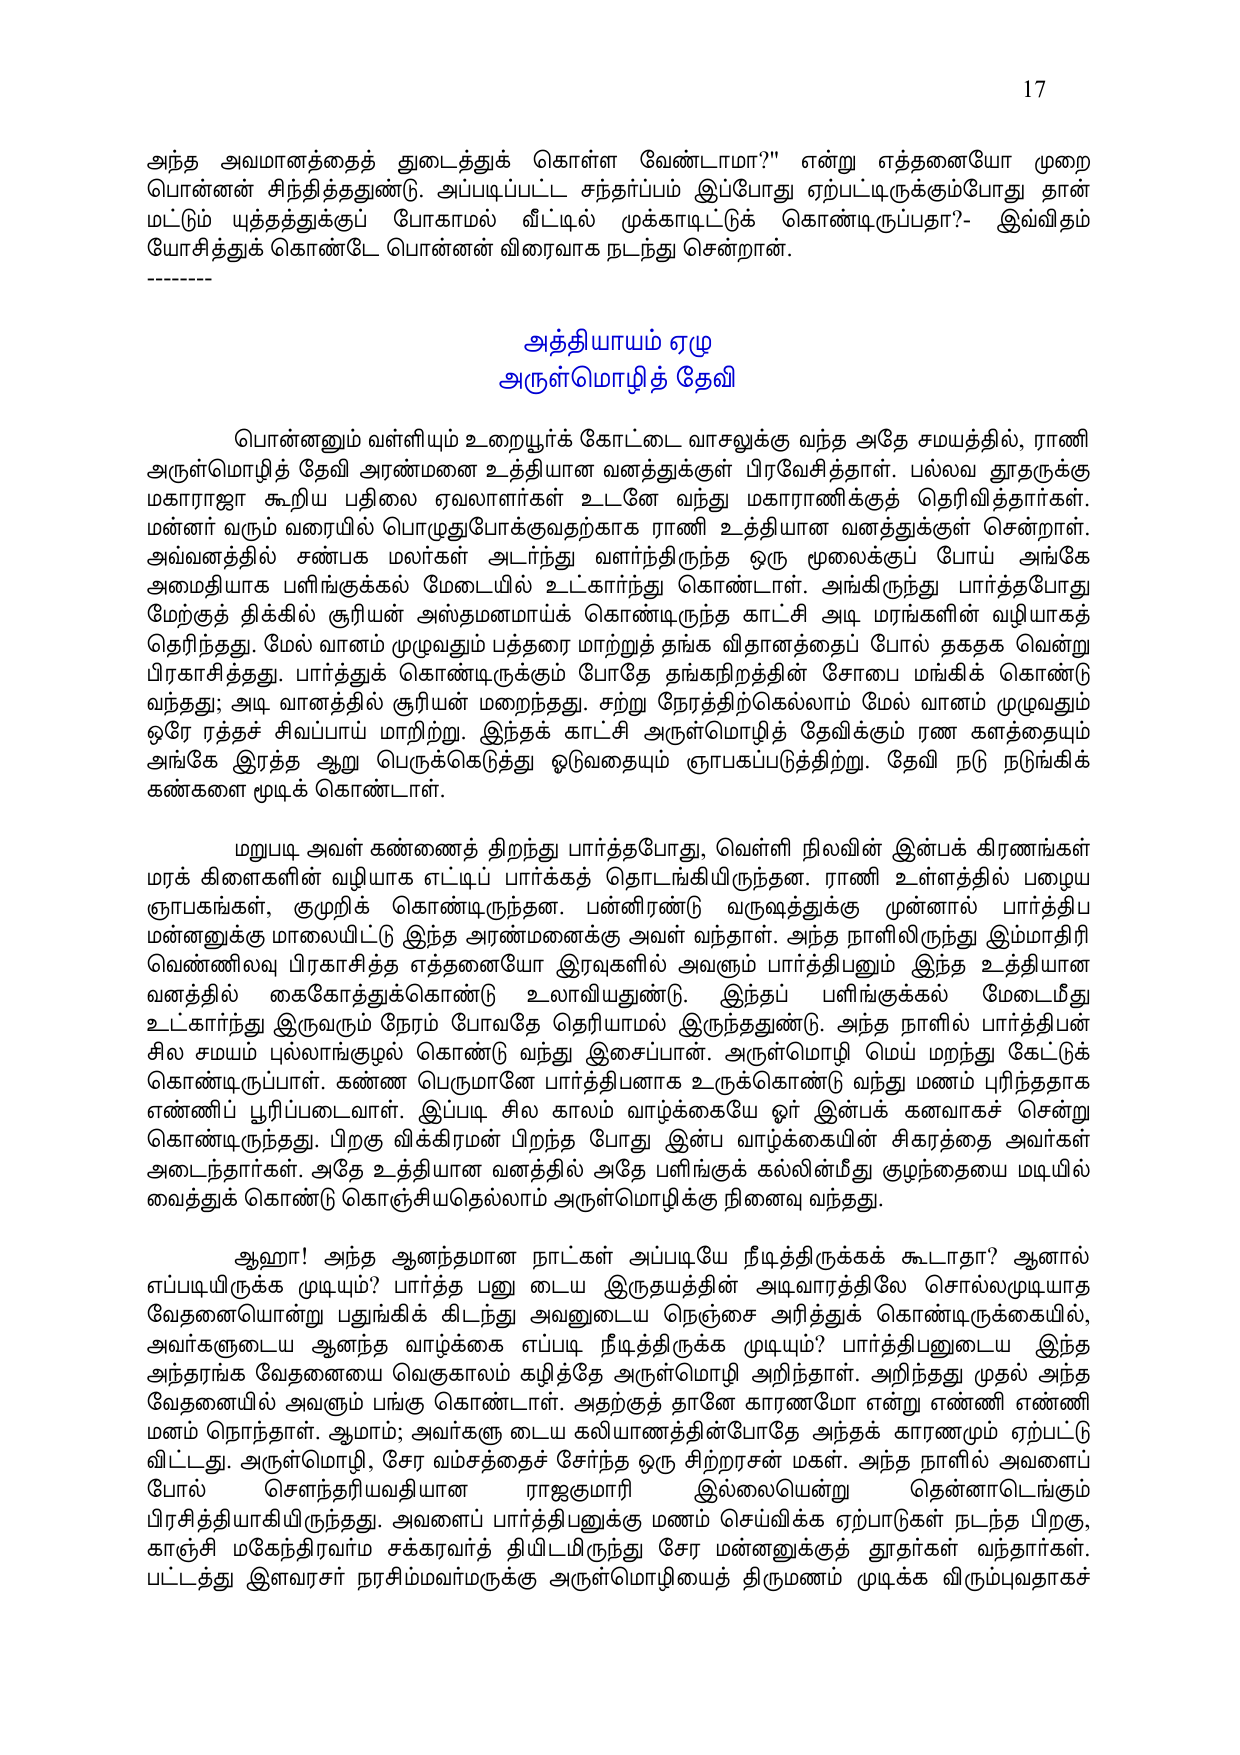 17
அந்த அவமானத்தைத் துடைத்துக் கொள்ள வேண்டாமா?" என்று எத்தனையோ முறை
பொன்னன் சிந்தித்ததுண்டு. அப்படிப்பட்ட சந்தர்ப்பம் இப்போது ஏற்பட்டிருக்கும்போது தான்
மட்டும் யுத்தத்துக்குப் போகாமல் வீட்டில் முக்காடிட்டுக் கொண்டிருப்பதா?- இவ்விதம்
யோசித்துக் கொண்டே பொன்னன் விரைவாக நடந்து சென்றான்.
--------
அத்தியாயம் ஏழு
அருள்மொழித் தேவி
பொன்னனும் வள்ளியும் உறையூர்க் கோட்டை வாசலுக்கு வந்த அதே சமயத்தில், ராணி
அருள்மொழித் தேவி அரண்மனை உத்தியான வனத்துக்குள் பிரவேசித்தாள். பல்லவ தூதருக்கு
மகாராஜா கூறிய பதிலை ஏவலாளர்கள் உடனே வந்து மகாராணிக்குத் தெரிவித்தார்கள்.
மன்னர் வரும் வரையில் பொழுதுபோக்குவதற்காக ராணி உத்தியான வனத்துக்குள் சென்றாள்.
அவ்வனத்தில் சண்பக மலர்கள் அடர்ந்து வளர்ந்திருந்த ஒரு மூலைக்குப் போய் அங்கே
அமைதியாக பளிங்குக்கல் மேடையில் உட்கார்ந்து கொண்டாள். அங்கிருந்து பார்த்தபோது
மேற்குத் திக்கில் சூரியன் அஸ்தமனமாய்க் கொண்டிருந்த காட்சி அடி மரங்களின் வழியாகத்
தெரிந்தது. மேல் வானம் முழுவதும் பத்தரை மாற்றுத் தங்க விதானத்தைப் போல் தகதக வென்று
பிரகாசித்தது. பார்த்துக் கொண்டிருக்கும் போதே தங்கநிறத்தின் சோபை மங்கிக் கொண்டு
வந்தது; அடி வானத்தில் சூரியன் மறைந்தது. சற்று நேரத்திற்கெல்லாம் மேல் வானம் முழுவதும்
ஒரே ரத்தச் சிவப்பாய் மாறிற்று. இந்தக் காட்சி அருள்மொழித் தேவிக்கும் ரண களத்தையும்
அங்கே இரத்த ஆறு பெருக்கெடுத்து ஓடுவதையும் ஞாபகப்படுத்திற்று. தேவி நடு நடுங்கிக்
கண்களை மூடிக் கொண்டாள்.
மறுபடி அவள் கண்ணைத் திறந்து பார்த்தபோது, வெள்ளி நிலவின் இன்பக் கிரணங்கள்
மரக் கிளைகளின் வழியாக எட்டிப் பார்க்கத் தொடங்கியிருந்தன. ராணி உள்ளத்தில் பழைய
ஞாபகங்கள், குமுறிக் கொண்டிருந்தன. பன்னிரண்டு வருஷத்துக்கு முன்னால் பார்த்திப
மன்னனுக்கு மாலையிட்டு இந்த அரண்மனைக்கு அவள் வந்தாள். அந்த நாளிலிருந்து இம்மாதிரி
வெண்ணிலவு பிரகாசித்த எத்தனையோ இரவுகளில் அவளும் பார்த்திபனும் இந்த உத்தியான
வனத்தில் கைகோத்துக்கொண்டு உலாவியதுண்டு. இந்தப் பளிங்குக்கல் மேடைமீது
உட்கார்ந்து இருவரும் நேரம் போவதே தெரியாமல் இருந்ததுண்டு. அந்த நாளில் பார்த்திபன்
சில சமயம் புல்லாங்குழல் கொண்டு வந்து இசைப்பான். அருள்மொழி மெய் மறந்து கேட்டுக்
கொண்டிருப்பாள். கண்ண பெருமானே பார்த்திபனாக உருக்கொண்டு வந்து மணம் புரிந்ததாக
எண்ணிப் பூரிப்படைவாள். இப்படி சில காலம் வாழ்க்கையே ஓர் இன்பக் கனவாகச் சென்று
கொண்டிருந்தது. பிறகு விக்கிரமன் பிறந்த போது இன்ப வாழ்க்கையின் சிகரத்தை அவர்கள்
அடைந்தார்கள். அதே உத்தியான வனத்தில் அதே பளிங்குக் கல்லின்மீது குழந்தையை மடியில்
வைத்துக் கொண்டு கொஞ்சியதெல்லாம் அருள்மொழிக்கு நினைவு வந்தது.
ஆஹா! அந்த ஆனந்தமான நாட்கள் அப்படியே நீடித்திருக்கக் கூடாதா? ஆனால்
எப்படியிருக்க முடியும்? பார்த்த பனு டைய இருதயத்தின் அடிவாரத்திலே சொல்லமுடியாத
வேதனையொன்று பதுங்கிக் கிடந்து அவனுடைய நெஞ்சை அரித்துக் கொண்டிருக்கையில்,
அவர்களுடைய ஆனந்த வாழ்க்கை எப்படி நீடித்திருக்க முடியும்? பார்த்திபனுடைய இந்த
அந்தரங்க வேதனையை வெகுகாலம் கழித்தே அருள்மொழி அறிந்தாள். அறிந்தது முதல் அந்த
வேதனையில் அவளும் பங்கு கொண்டாள். அதற்குத் தானே காரணமோ என்று எண்ணி எண்ணி
மனம் நொந்தாள். ஆமாம்; அவர்களு டைய கலியாணத்தின்போதே அந்தக் காரணமும் ஏற்பட்டு
விட்டது. அருள்மொழி, சேர வம்சத்தைச் சேர்ந்த ஒரு சிற்றரசன் மகள். அந்த நாளில் அவளைப்
போல் சௌந்தரியவதியான ராஜகுமாரி இல்லையென்று தென்னாடெங்கும்
பிரசித்தியாகியிருந்தது. அவளைப் பார்த்திபனுக்கு மணம் செய்விக்க ஏற்பாடுகள் நடந்த பிறகு,
காஞ்சி மகேந்திரவர்ம சக்கரவர்த் தியிடமிருந்து சேர மன்னனுக்குத் தூதர்கள் வந்தார்கள்.
பட்டத்து இளவரசர் நரசிம்மவர்மருக்கு அருள்மொழியைத் திருமணம் முடிக்க விரும்புவதாகச்